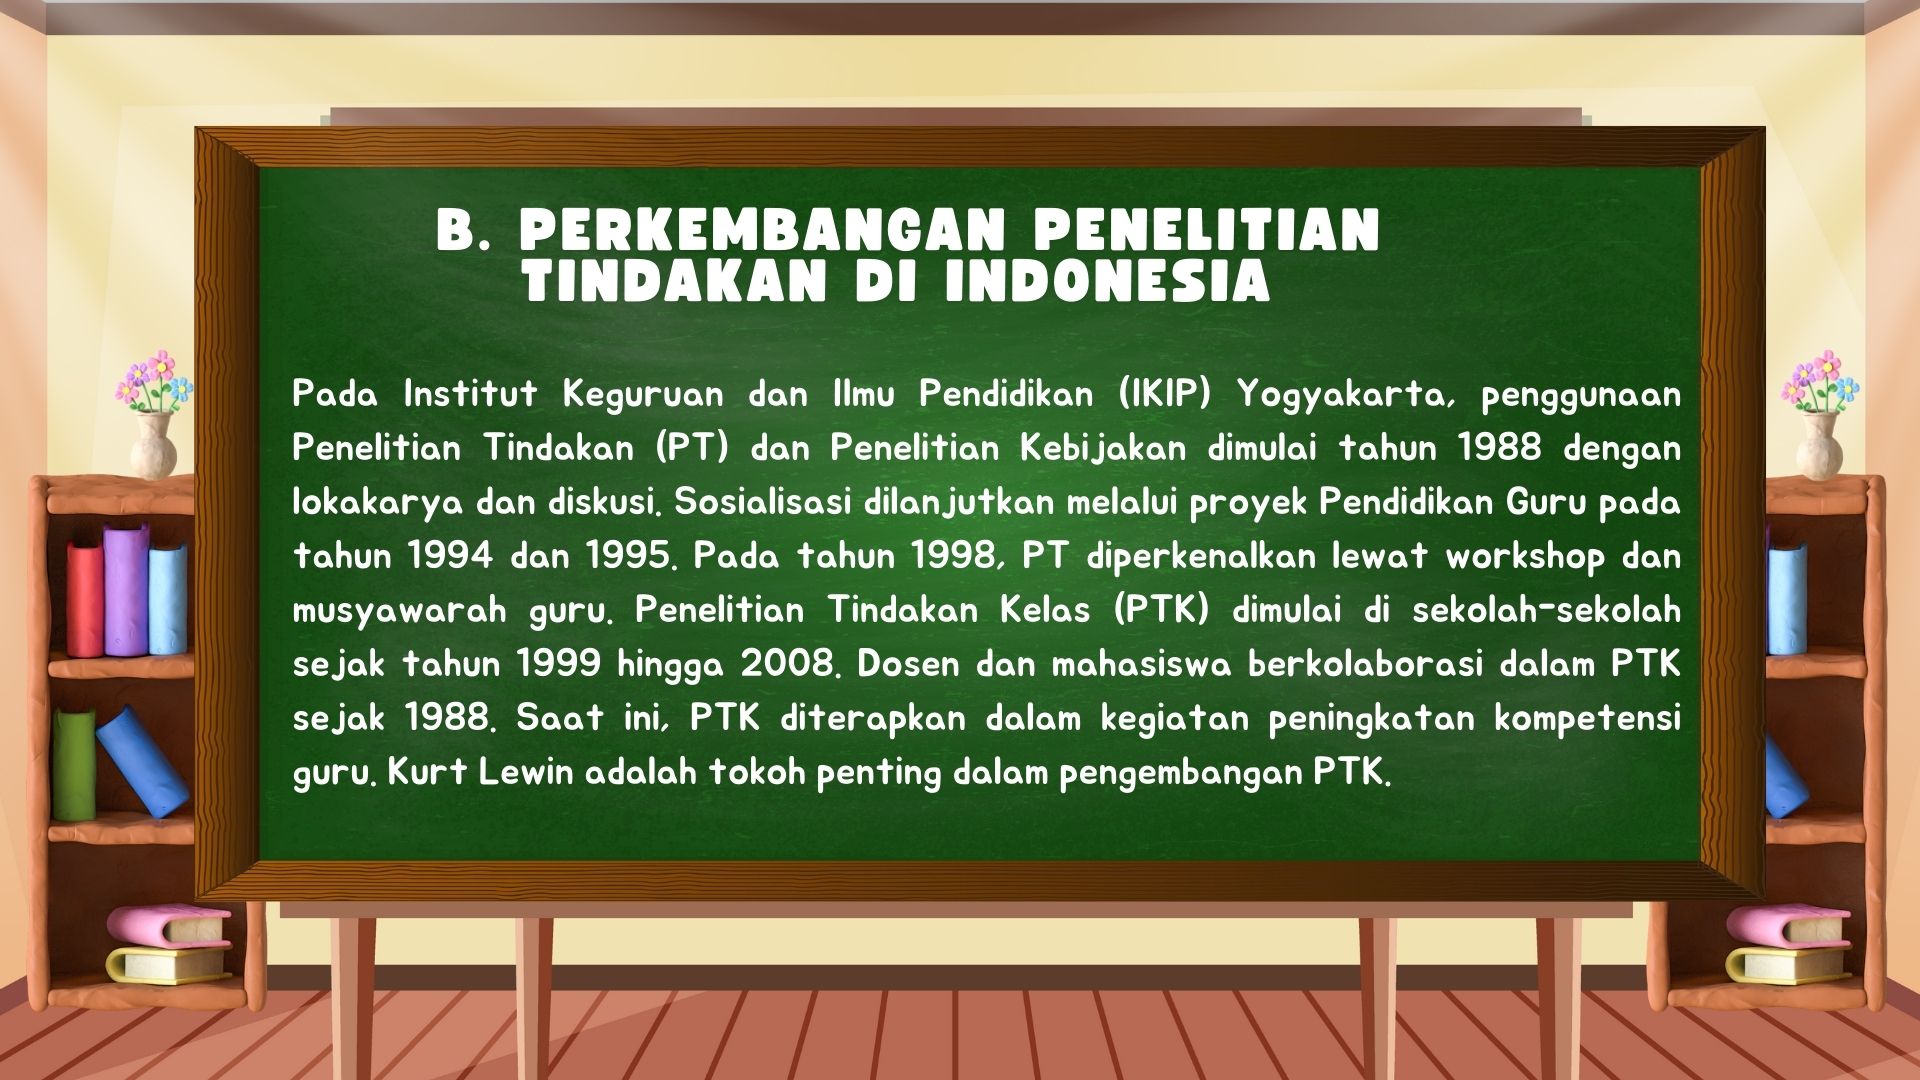 B. PERKEMBANGAN PENELITIAN
TINDAKAN DI INDONESIA
Pada Institut Keguruan dan Ilmu Pendidikan (IKIP) Yogyakarta, penggunaan
Penelitian Tindakan (PT) dan Penelitian Kebijakan dimulai tahun 1988 dengan
lokakarya dan diskusi. Sosialisasi dilanjutkan melalui proyek Pendidikan Guru pada
tahun 1994 dan 1995. Pada tahun 1998, PT diperkenalkan lewat workshop dan
musyawarah guru. Penelitian Tindakan Kelas (PTK) dimulai di sekolah-sekolah
sejak tahun 1999 hingga 2008. Dosen dan mahasiswa berkolaborasi dalam PTK
sejak 1988. Saat ini, PTK diterapkan dalam kegiatan peningkatan kompetensi
guru. Kurt Lewin adalah tokoh penting dalam pengembangan PTK.